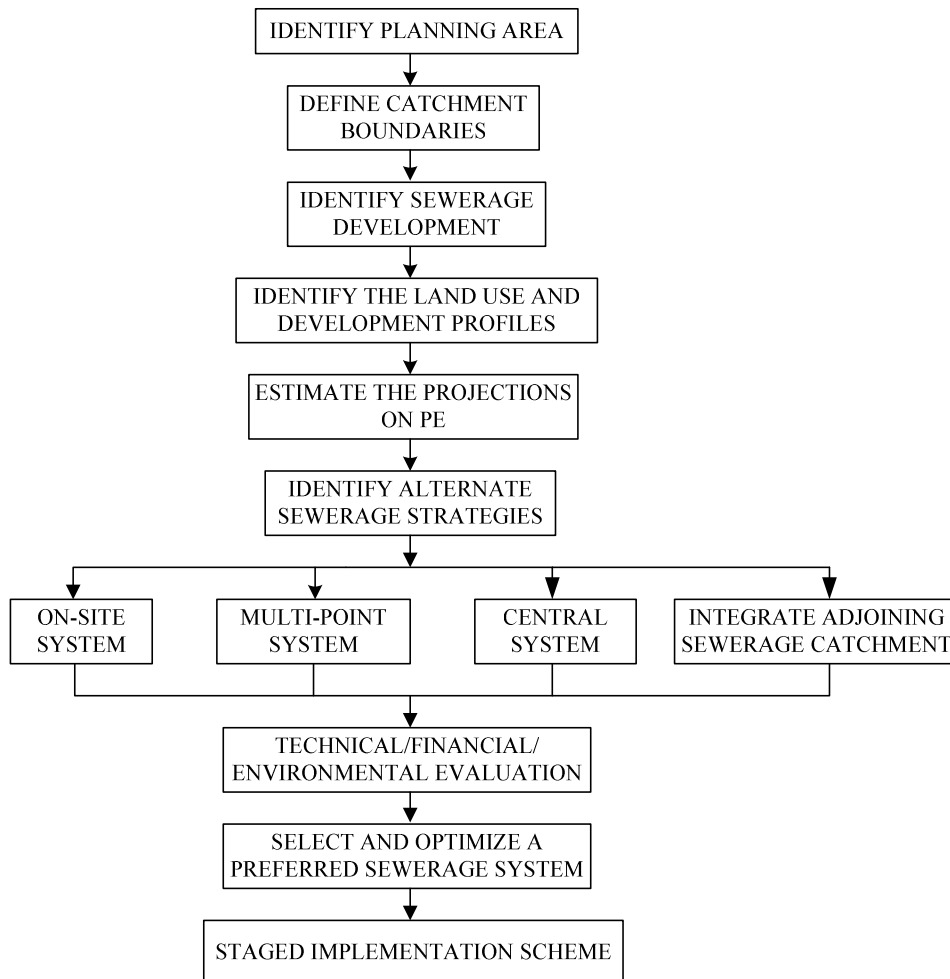 IDENTIFY PLANNING AREA
DEFINE CATCHMENT
BOUNDARIES
IDENTIFY SEWERAGE
DEVELOPMENT
IDENTIFY THE LAND USE AND
DEVELOPMENT PROFILES
ESTIMATE THE PROJECTIONS
ON PE
IDENTIFY ALTERNATE
SEWERAGE STRATEGIES
ON-SITE
SYSTEM
MULTI-POINT
SYSTEM
CENTRAL
SYSTEM
INTEGRATE ADJOINING
SEWERAGE CATCHMENT
TECHNICAL/FINANCIAL/
ENVIRONMENTAL EVALUATION
SELECT AND OPTIMIZE A
PREFERRED SEWERAGE SYSTEM
STAGED IMPLEMENTATION SCHEME